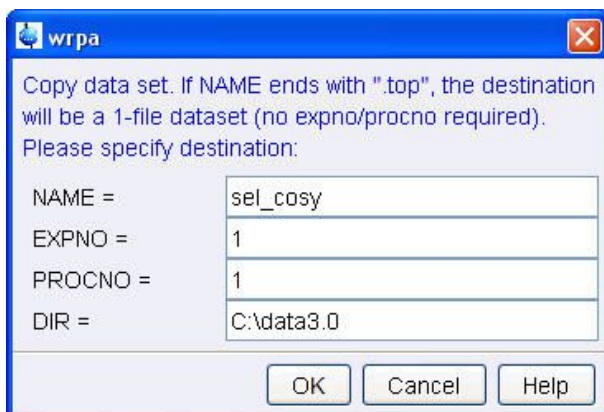 wrpa
Copy data set. If NAME ends with ".top", the destination
will be a 1-file dataset (no expno/procno required).
Please specify destination:
NAME = sel_cosy
EXPNO = 1
PROCNO = 1
DIR = C:\data3.0
OK Cancel Help